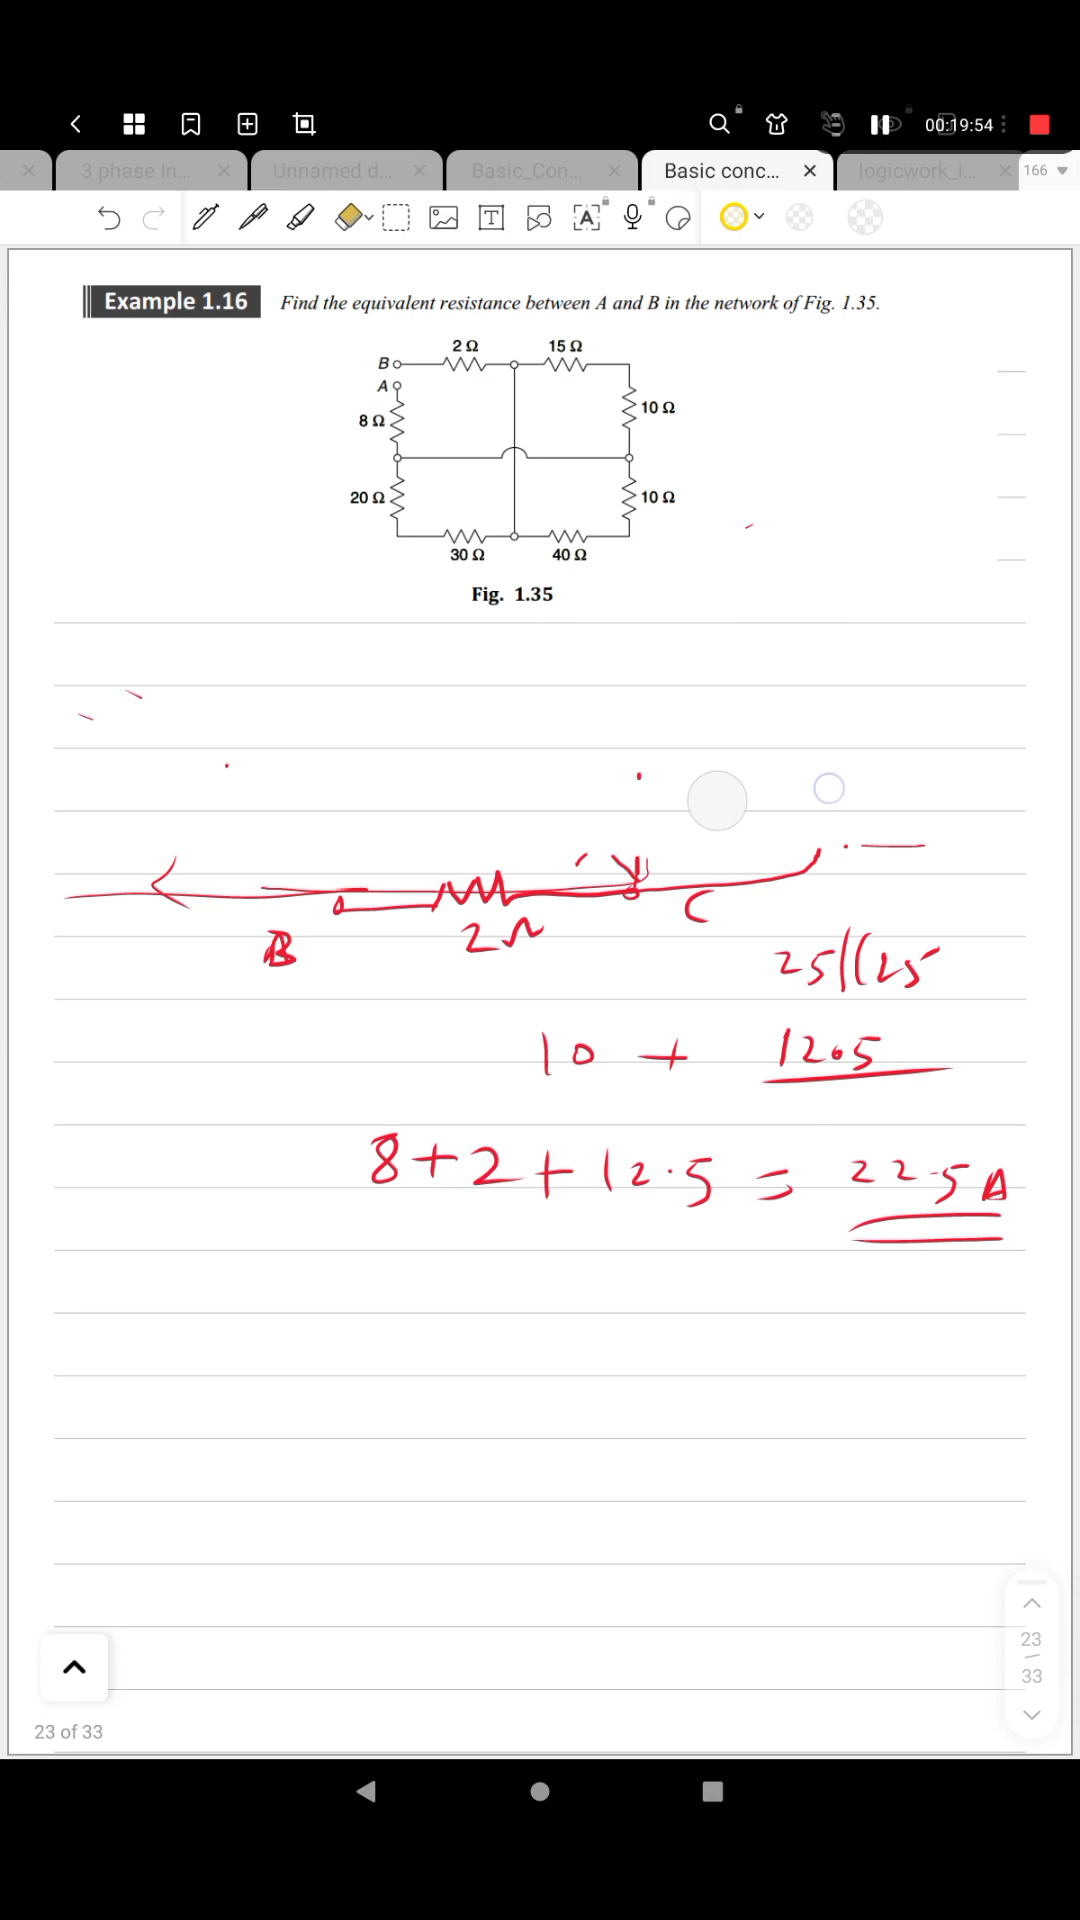 00:19:54
3 phase In...
Unnamed d...
Basic_Con...
Basic conc...
logicwork_i...
166
Example 1.16 Find the equivalent resistance between A and B in the network of Fig. 1.35.
2 Ω 15 Ω
B
A
8 Ω 10 Ω
20 Ω 10 Ω
30 Ω 40 Ω
Fig. 1.35
C
B 2Ω
25||25
10 + 12.5
8+2+12.5 = 22.5
23
33
23 of 33